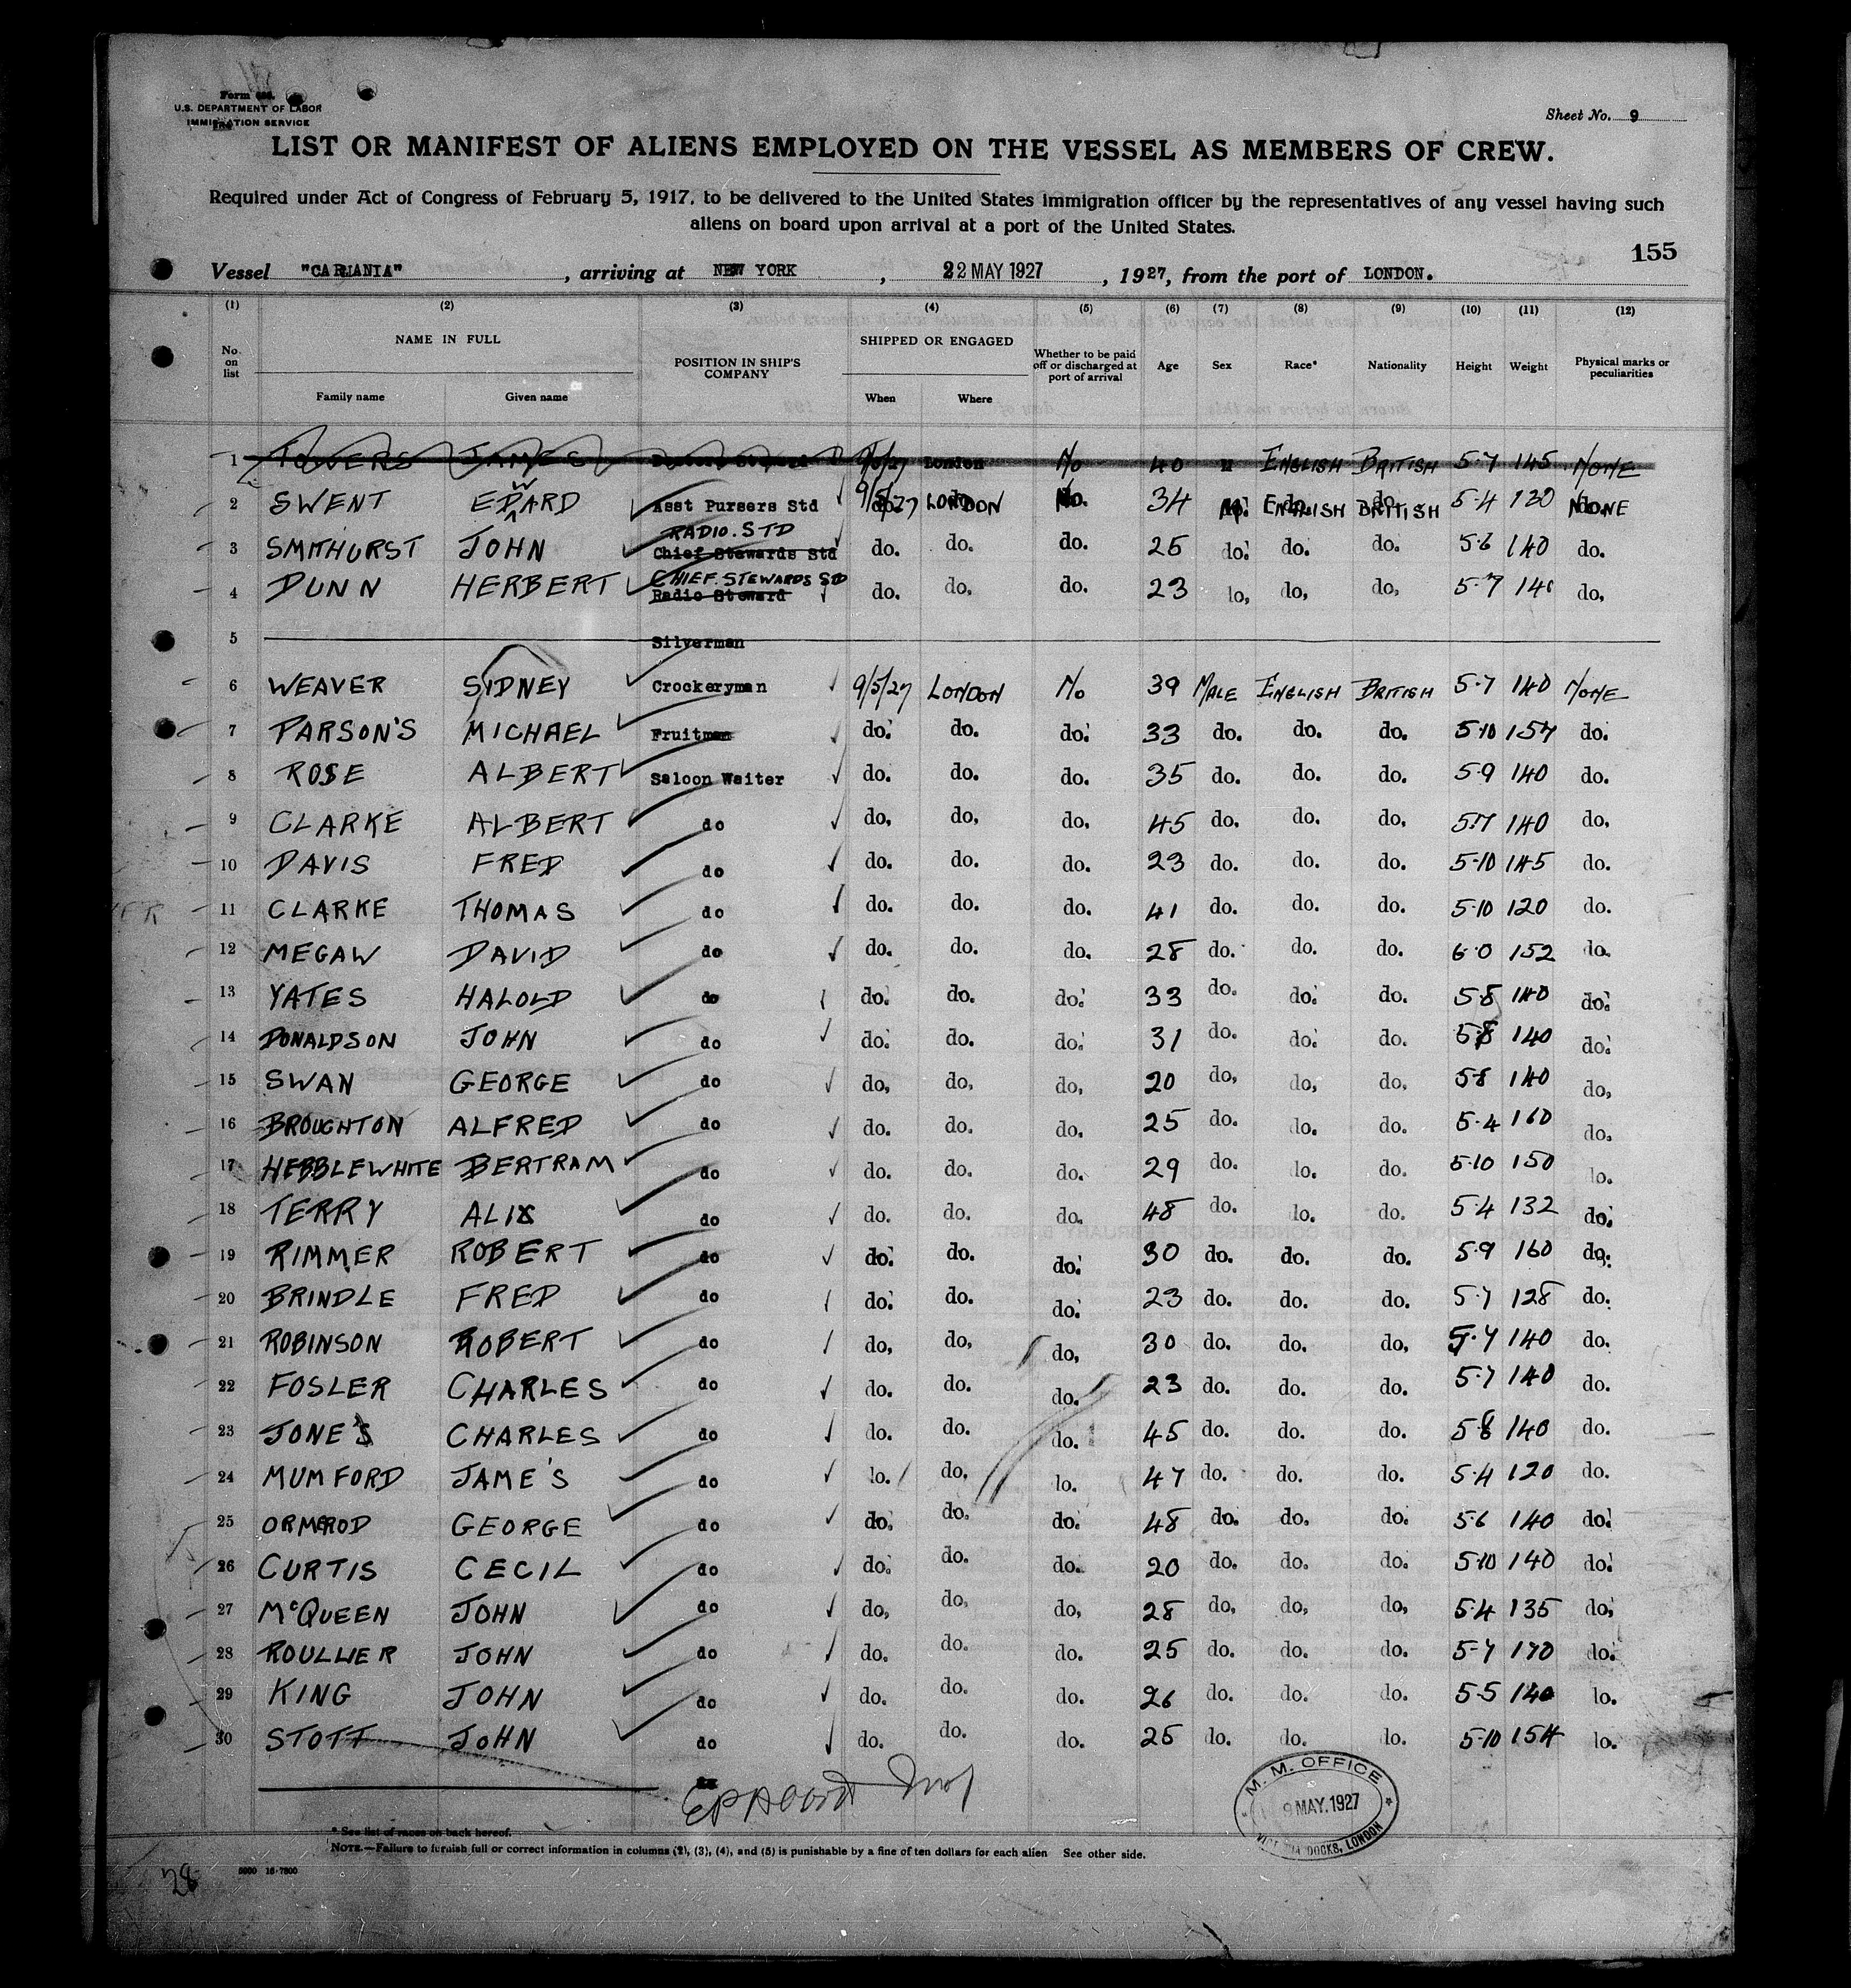 Form 680.
U.S. DEPARTMENT OF LABOR
IMMIGRATION SERVICE
Sheet No. 9
LIST OR MANIFEST OF ALIENS EMPLOYED ON THE VESSEL AS MEMBERS OF CREW.
Required under Act of Congress of February 5, 1917, to be delivered to the United States immigration officer by the representatives of any vessel having such
aliens on board upon arrival at a port of the United States.
155
Vessel "CARMANIA", arriving at NEW YORK, 22 MAY 1927, 1927, from the port of LONDON.
(1) (2) (3) (4) (5) (6) (7) (8) (9) (10) (11) (12)
No. on list NAME IN FULL Family name Given name POSITION IN SHIP'S COMPANY SHIPPED OR ENGAGED When Where Whether to be paid off or discharged at port of arrival Age Sex Race* Nationality Height Weight Physical marks or peculiarities
1 TOWERS JAMES 9/5/27 London No 40 M ENGLISH BRITISH 5-7 145 NONE
2 SWENT EDWARD Asst Pursers Std 9/5/27 LONDON No. 34 M. ENGLISH BRITISH 5-4 130 NONE
3 SMITHURST JOHN RADIO. STD Chief Stewards Std do. do. do. 25 do. do. do. 5-6 140 do.
4 DUNN HERBERT CHIEF. STEWARDS STD Radio Steward do. do. do. 23 do, do, do, 5-7 140 do,
5 Silverman
6 WEAVER SIDNEY Crockeryman 9/5/27 LONDON No 39 MALE ENGLISH BRITISH 5-7 140 NONE
7 PARSON'S MICHAEL Fruitman do. do. do. 33 do. do. do. 5-10 157 do.
8 ROSE ALBERT Saloon Waiter do. do. do. 35 do. do. do. 5-9 140 do.
9 CLARKE ALBERT do do, do, do. 45 do. do. do, 5-7 140 do,
10 DAVIS FRED do do. do. do. 23 do. do. do. 5-10 145 do.
11 CLARKE THOMAS do do. do. do. 41 do. do. do. 5-10 120 do.
12 MEGAW DAVID do do. do. do. 28 do. do. do. 6-0 152 do.
13 YATES HALOLD do do. do. do. 33 do. do. do. 5-8 140 do.
14 DONALDSON JOHN do do. do. do. 31 do. do. do. 5-8 140 do.
15 SWAN GEORGE do do, do, do, 20 do, do, do, 5-8 140 do,
16 BROUGHTON ALFRED do do. do. do. 25 do. do. do. 5-4 160 do.
17 HEBBLEWHITE BERTRAM do do. do. do. 29 do. do. do. 5-10 150 do.
18 TERRY ALIX do do. do. do. 48 do. do. do. 5-4 132 do.
19 RIMMER ROBERT do do. do. do. 30 do. do. do. 5-9 160 do.
20 BRINDLE FRED do do. do. do. 23 do. do. do. 5-7 128 do.
21 ROBINSON ROBERT do do, do, do, 30 do. do. do, 5-7 140 do.
22 FOSLER CHARLES do do. do. do. 23 do. do. do. 5-7 140 do.
23 JONE'S CHARLES do do. do. do. 45 do. do. do. 5-8 140 do.
24 MUMFORD JAME'S do do. do. do. 47 do. do. do. 5-4 120 do.
25 ORMEROD GEORGE do do. do. do. 48 do. do. do. 5-6 140 do.
26 CURTIS CECIL do do. do. do. 20 do. do. do. 5-10 140 do.
27 McQUEEN JOHN do do, do, do, 28 do, do, do, 5-4 135 do,
28 ROULLIER JOHN do do. do. do. 25 do. do. do. 5-7 170 do.
29 KING JOHN do do. do. do. 26 do. do. do. 5-5 140 do.
30 STOTT JOHN do do. do. do. 25 do. do. do. 5-10 154 do.
M. M. OFFICE
9 MAY. 1927
VICTORIA DOCKS, LONDON
* See list of races on back hereof.
NOTE.—Failure to furnish full or correct information in columns (2), (3), (4), and (5) is punishable by a fine of ten dollars for each alien See other side.
28